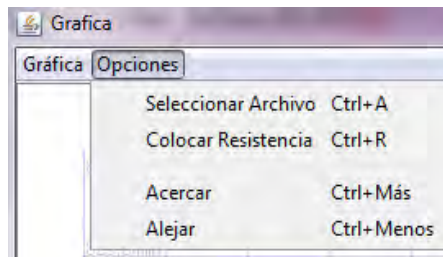 Grafica
Gráfica Opciones
Seleccionar Archivo Ctrl+A
Colocar Resistencia Ctrl+R
Acercar Ctrl+Más
Alejar Ctrl+Menos